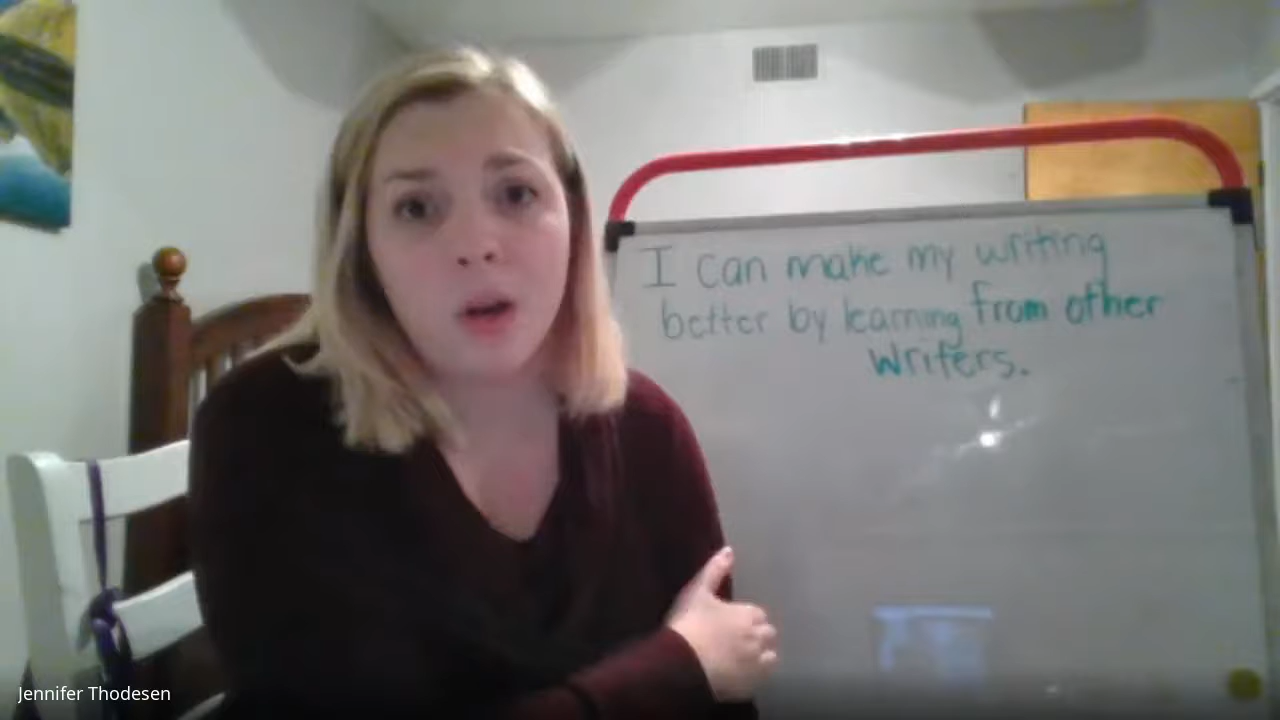 I can make my writing
better by learning from other
writers.
Jennifer Thodesen